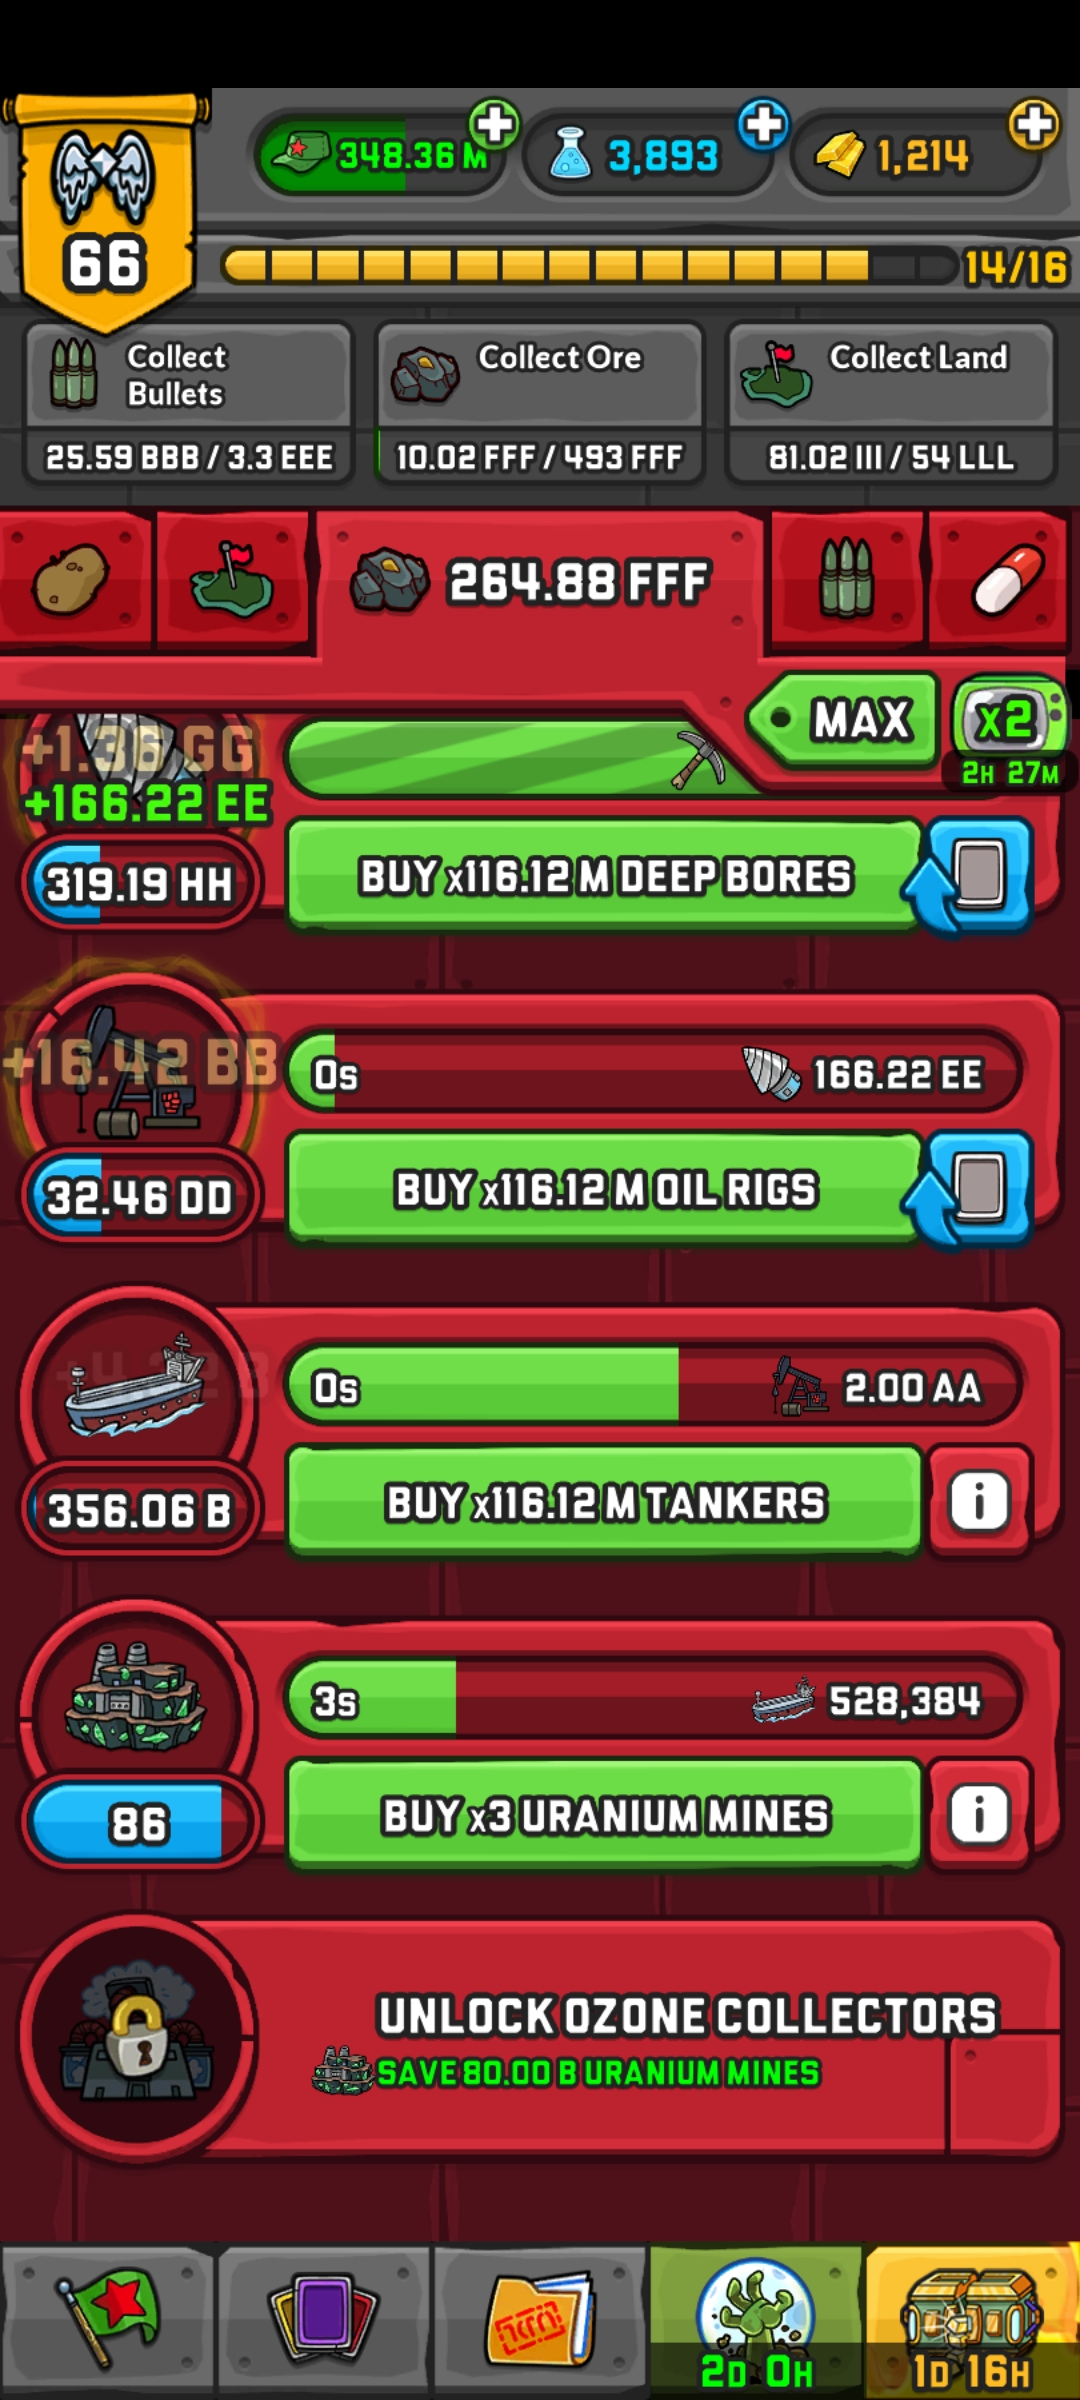 348.36 M
3,893
1,214
66
14/16
Collect
Bullets
25.59 BBB / 3.3 EEE
Collect Ore
10.02 FFF / 493 FFF
Collect Land
81.02 III / 54 LLL
264.88 FFF
MAX
x2
2H 27M
+1.36 GG
+166.22 EE
319.19 HH
BUY x116.12 M DEEP BORES
+16.42 BB
0s
166.22 EE
32.46 DD
BUY x116.12 M OIL RIGS
0s
2.00 AA
356.06 B
BUY x116.12 M TANKERS
i
3s
528,384
86
BUY x3 URANIUM MINES
i
UNLOCK OZONE COLLECTORS
SAVE 80.00 B URANIUM MINES
2D 0H
1D 16H